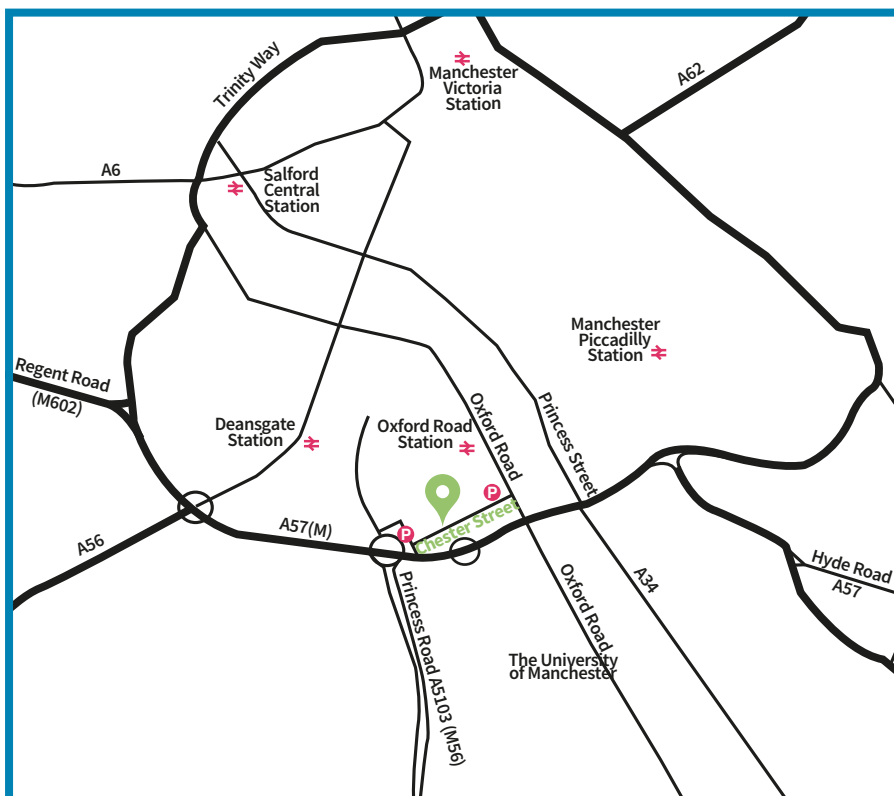 Trinity Way
Manchester
Victoria
Station
A62
A6
Salford
Central
Station
Manchester
Piccadilly
Station
Regent Road
(M602)
Deansgate
Station
Oxford Road
Station
Oxford Road
Princess Street
P
P
Chester Street
A57(M)
A56
Princess Road A5103 (M56)
Oxford Road
A34
Hyde Road
A57
The University
of Manchester